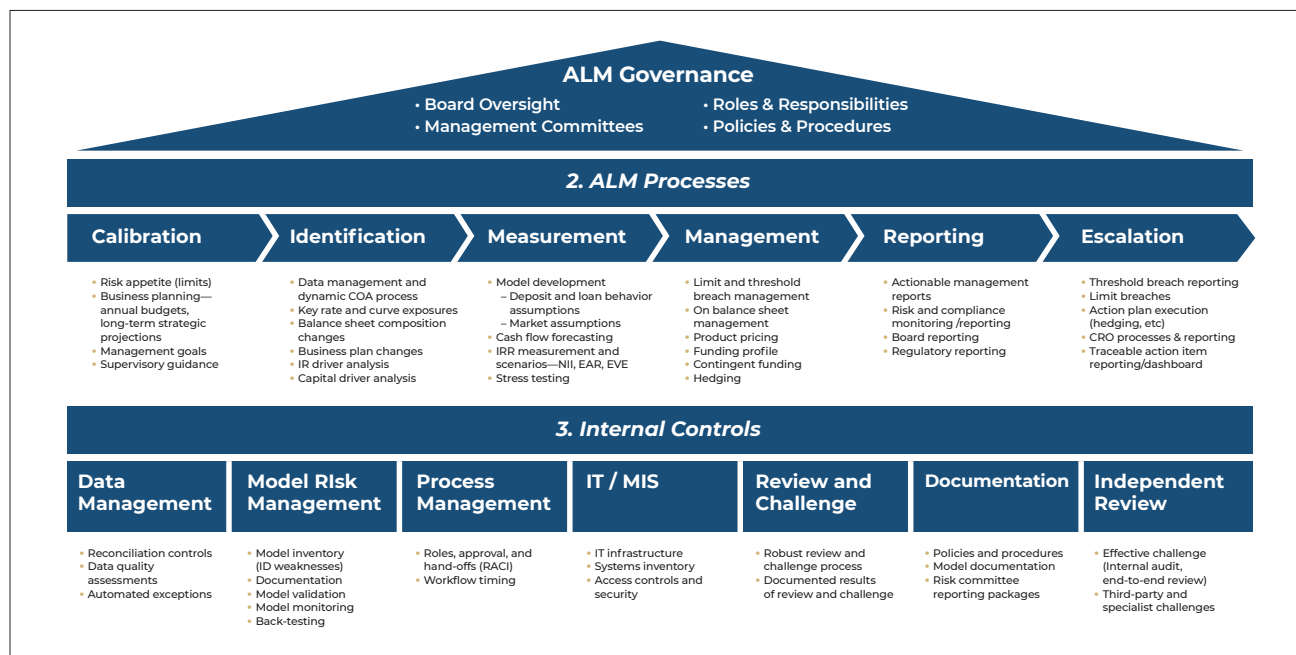 ALM Governance
• Board Oversight
• Management Committees
• Roles & Responsibilities
• Policies & Procedures
2. ALM Processes
Calibration
• Risk appetite (limits)
• Business planning—
annual budgets,
long-term strategic
projections
• Management goals
• Supervisory guidance
Identification
• Data management and
dynamic COA process
• Key rate and curve exposures
• Balance sheet composition
changes
• Business plan changes
• IR driver analysis
• Capital driver analysis
Measurement
• Model development
– Deposit and loan behavior
assumptions
– Market assumptions
• Cash flow forecasting
• IRR measurement and
scenarios—NII, EAR, EVE
• Stress testing
Management
• Limit and threshold
breach management
• On balance sheet
management
• Product pricing
• Funding profile
• Contingent funding
• Hedging
Reporting
• Actionable management
reports
• Risk and compliance
monitoring /reporting
• Board reporting
• Regulatory reporting
Escalation
• Threshold breach reporting
• Limit breaches
• Action plan execution
(hedging, etc)
• CRO processes & reporting
• Traceable action item
reporting/dashboard
3. Internal Controls
Data
Management
• Reconciliation controls
• Data quality
assessments
• Automated exceptions
Model RIsk
Management
• Model inventory
(ID weaknesses)
• Documentation
• Model validation
• Model monitoring
• Back-testing
Process
Management
• Roles, approval, and
hand-offs (RACI)
• Workflow timing
IT / MIS
• IT infrastructure
• Systems inventory
• Access controls and
security
Review and
Challenge
• Robust review and
challenge process
• Documented results
of review and challenge
Documentation
• Policies and procedures
• Model documentation
• Risk committee
reporting packages
Independent
Review
• Effective challenge
(Internal audit,
end-to-end review)
• Third-party and
specialist challenges